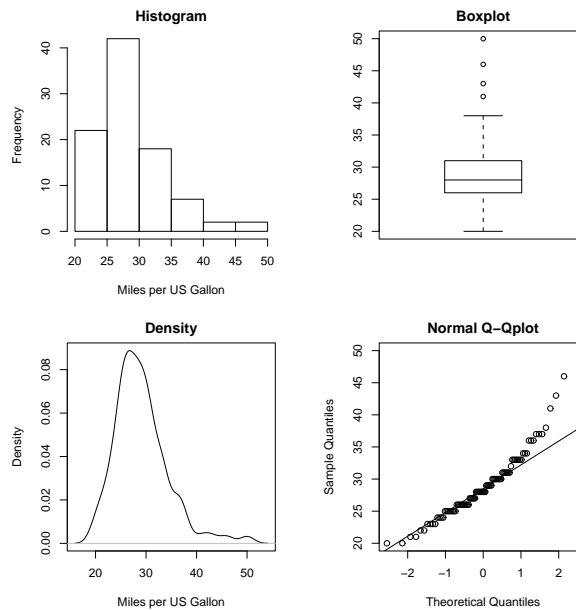 Histogram
Frequency
0 10 20 30 40
20 25 30 35 40 45 50
Miles per US Gallon
Boxplot
20 25 30 35 40 45 50
Density
Density
0.00 0.02 0.04 0.06 0.08
20 30 40 50
Miles per US Gallon
Normal Q−Qplot
Sample Quantiles
20 25 30 35 40 45 50
−2 −1 0 1 2
Theoretical Quantiles